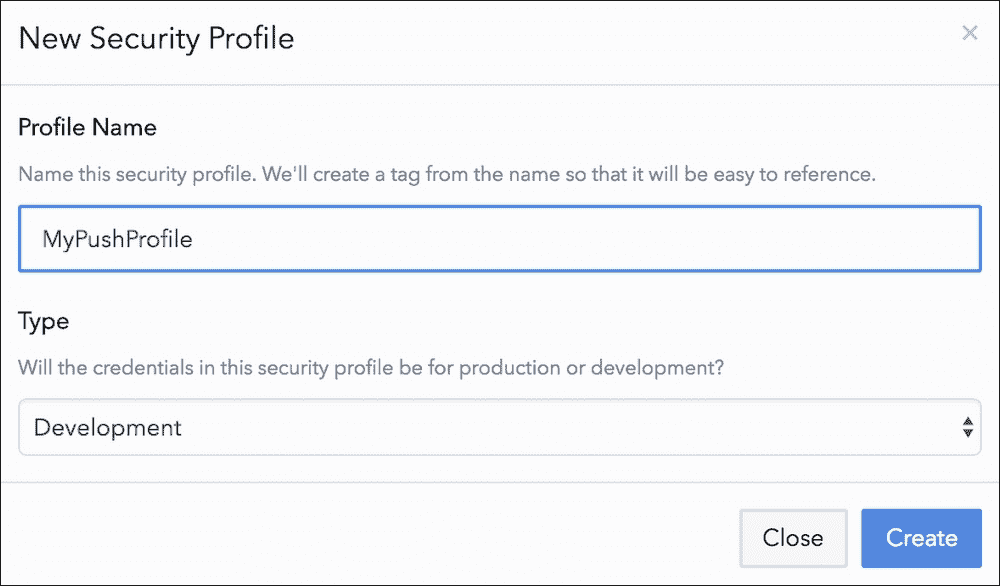 New Security Profile
×
Profile Name
Name this security profile. We'll create a tag from the name so that it will be easy to reference.
MyPushProfile
Type
Will the credentials in this security profile be for production or development?
Development
Close Create